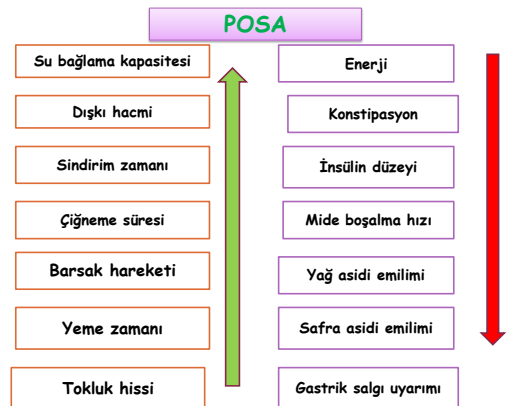 POSA
Su bağlama kapasitesi
Dışkı hacmi
Sindirim zamanı
Çiğneme süresi
Barsak hareketi
Yeme zamanı
Tokluk hissi
Enerji
Konstipasyon
İnsülin düzeyi
Mide boşalma hızı
Yağ asidi emilimi
Safra asidi emilimi
Gastrik salgı uyarımı